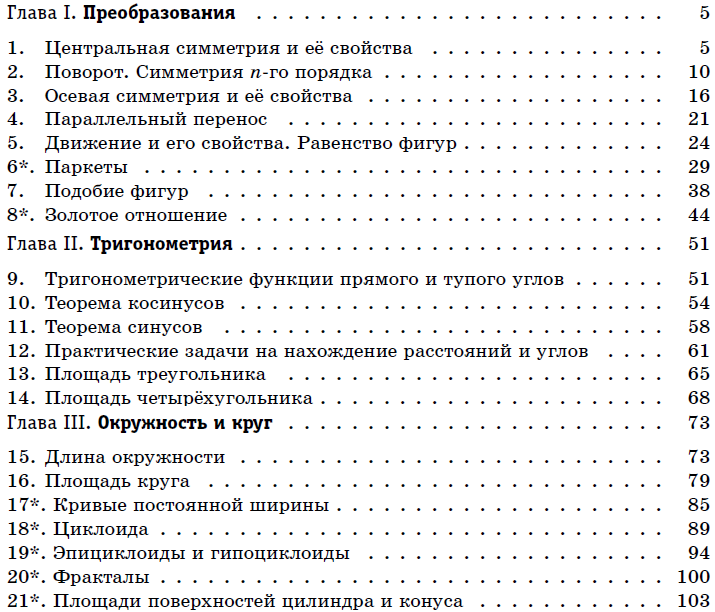 Глава I. Преобразования . . . . . . . . . . . . . . . . . . . . . 5
1. Центральная симметрия и её свойства . . . . . . . . . . . . 5
2. Поворот. Симметрия n-го порядка . . . . . . . . . . . . . . 10
3. Осевая симметрия и её свойства . . . . . . . . . . . . . . . 16
4. Параллельный перенос . . . . . . . . . . . . . . . . . . . 21
5. Движение и его свойства. Равенство фигур . . . . . . . . . . 24
6*. Паркеты . . . . . . . . . . . . . . . . . . . . . . . . . 29
7. Подобие фигур . . . . . . . . . . . . . . . . . . . . . . . 38
8*. Золотое отношение . . . . . . . . . . . . . . . . . . . . . 44
Глава II. Тригонометрия . . . . . . . . . . . . . . . . . . . . . 51
9. Тригонометрические функции прямого и тупого углов . . . . . . 51
10. Теорема косинусов . . . . . . . . . . . . . . . . . . . . . 54
11. Теорема синусов . . . . . . . . . . . . . . . . . . . . . . 58
12. Практические задачи на нахождение расстояний и углов . . . . 61
13. Площадь треугольника . . . . . . . . . . . . . . . . . . . 65
14. Площадь четырёхугольника . . . . . . . . . . . . . . . . . 68
Глава III. Окружность и круг . . . . . . . . . . . . . . . . . . . 73
15. Длина окружности . . . . . . . . . . . . . . . . . . . . . 73
16. Площадь круга . . . . . . . . . . . . . . . . . . . . . . . 79
17*. Кривые постоянной ширины . . . . . . . . . . . . . . . . . 85
18*. Циклоида . . . . . . . . . . . . . . . . . . . . . . . . . 89
19*. Эпициклоиды и гипоциклоиды . . . . . . . . . . . . . . . 94
20*. Фракталы . . . . . . . . . . . . . . . . . . . . . . . . . 100
21*. Площади поверхностей цилиндра и конуса . . . . . . . . . . 103